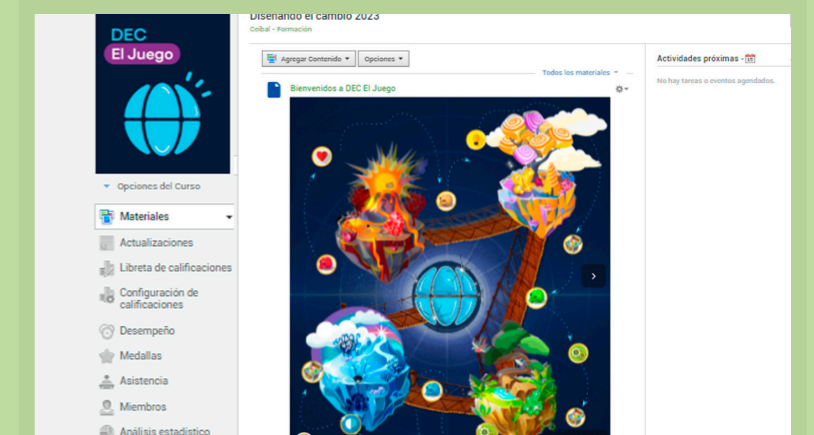 Diseñando el cambio 2023
Ceibal - Formación
DEC
El Juego
Opciones del Curso
Materiales
Actualizaciones
Libreta de calificaciones
Configuración de
calificaciones
Desempeño
Medallas
Asistencia
Miembros
Análisis estadístico
Agregar Contenido
Opciones
Todos los materiales
Bienvenidos a DEC El Juego
Actividades próximas -
No hay tareas o eventos agendados.